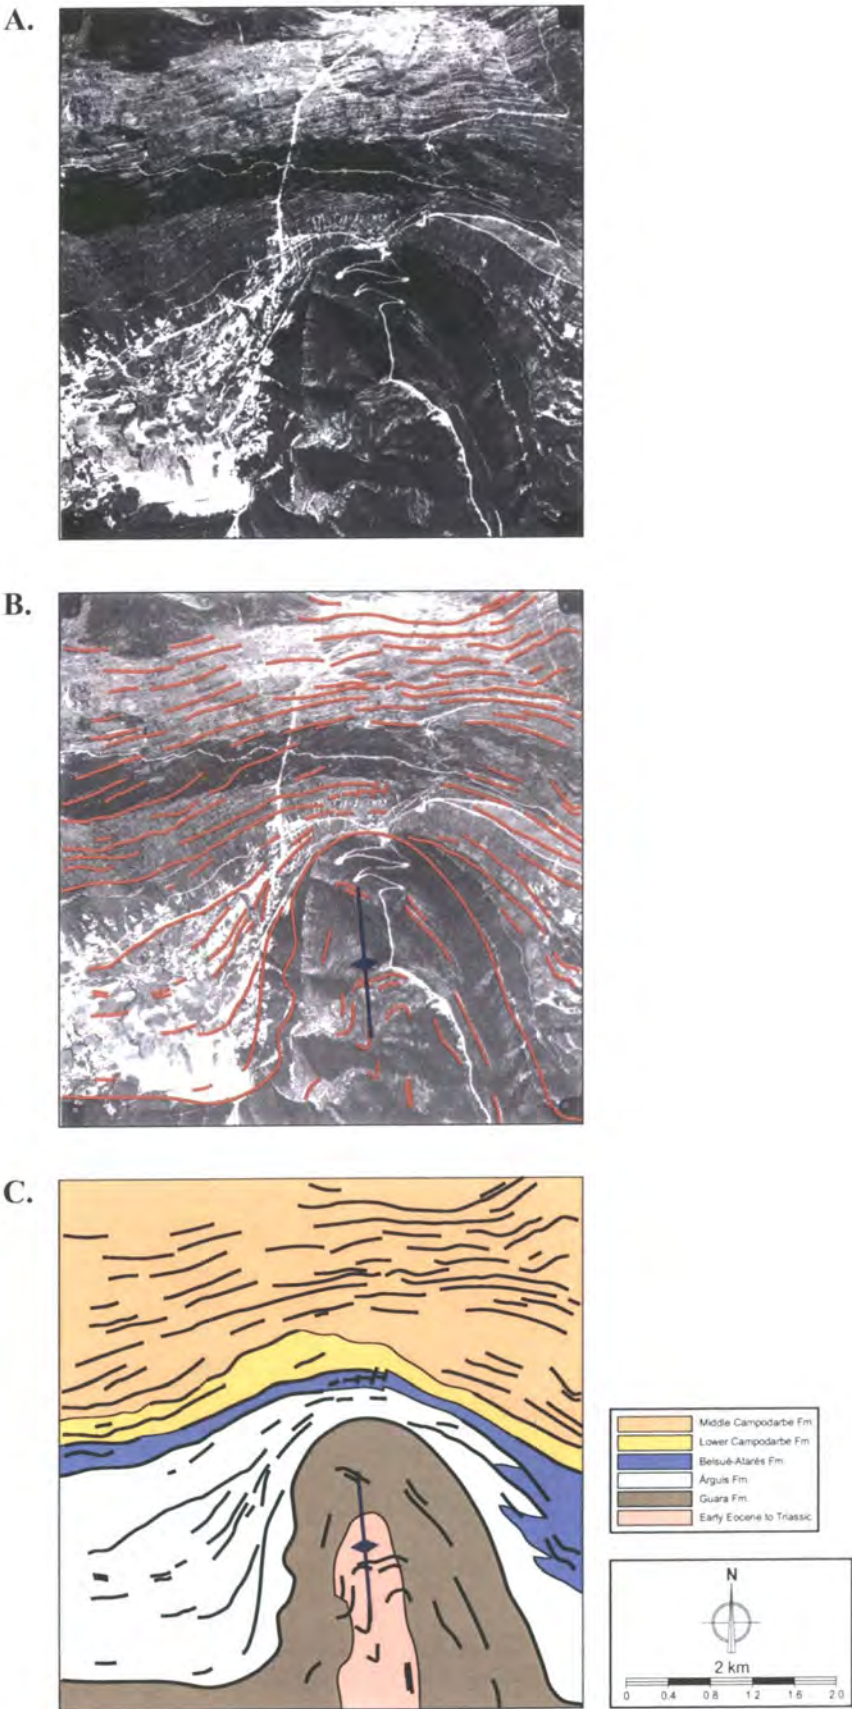 A.
B.
C.
Middle Campodarbe Fm.
Lower Campodarbe Fm.
Belsué-Atarés Fm.
Árguis Fm.
Guara Fm.
Early Eocene to Triassic
N
2 km
0 0.4 0.8 1.2 1.6 2.0